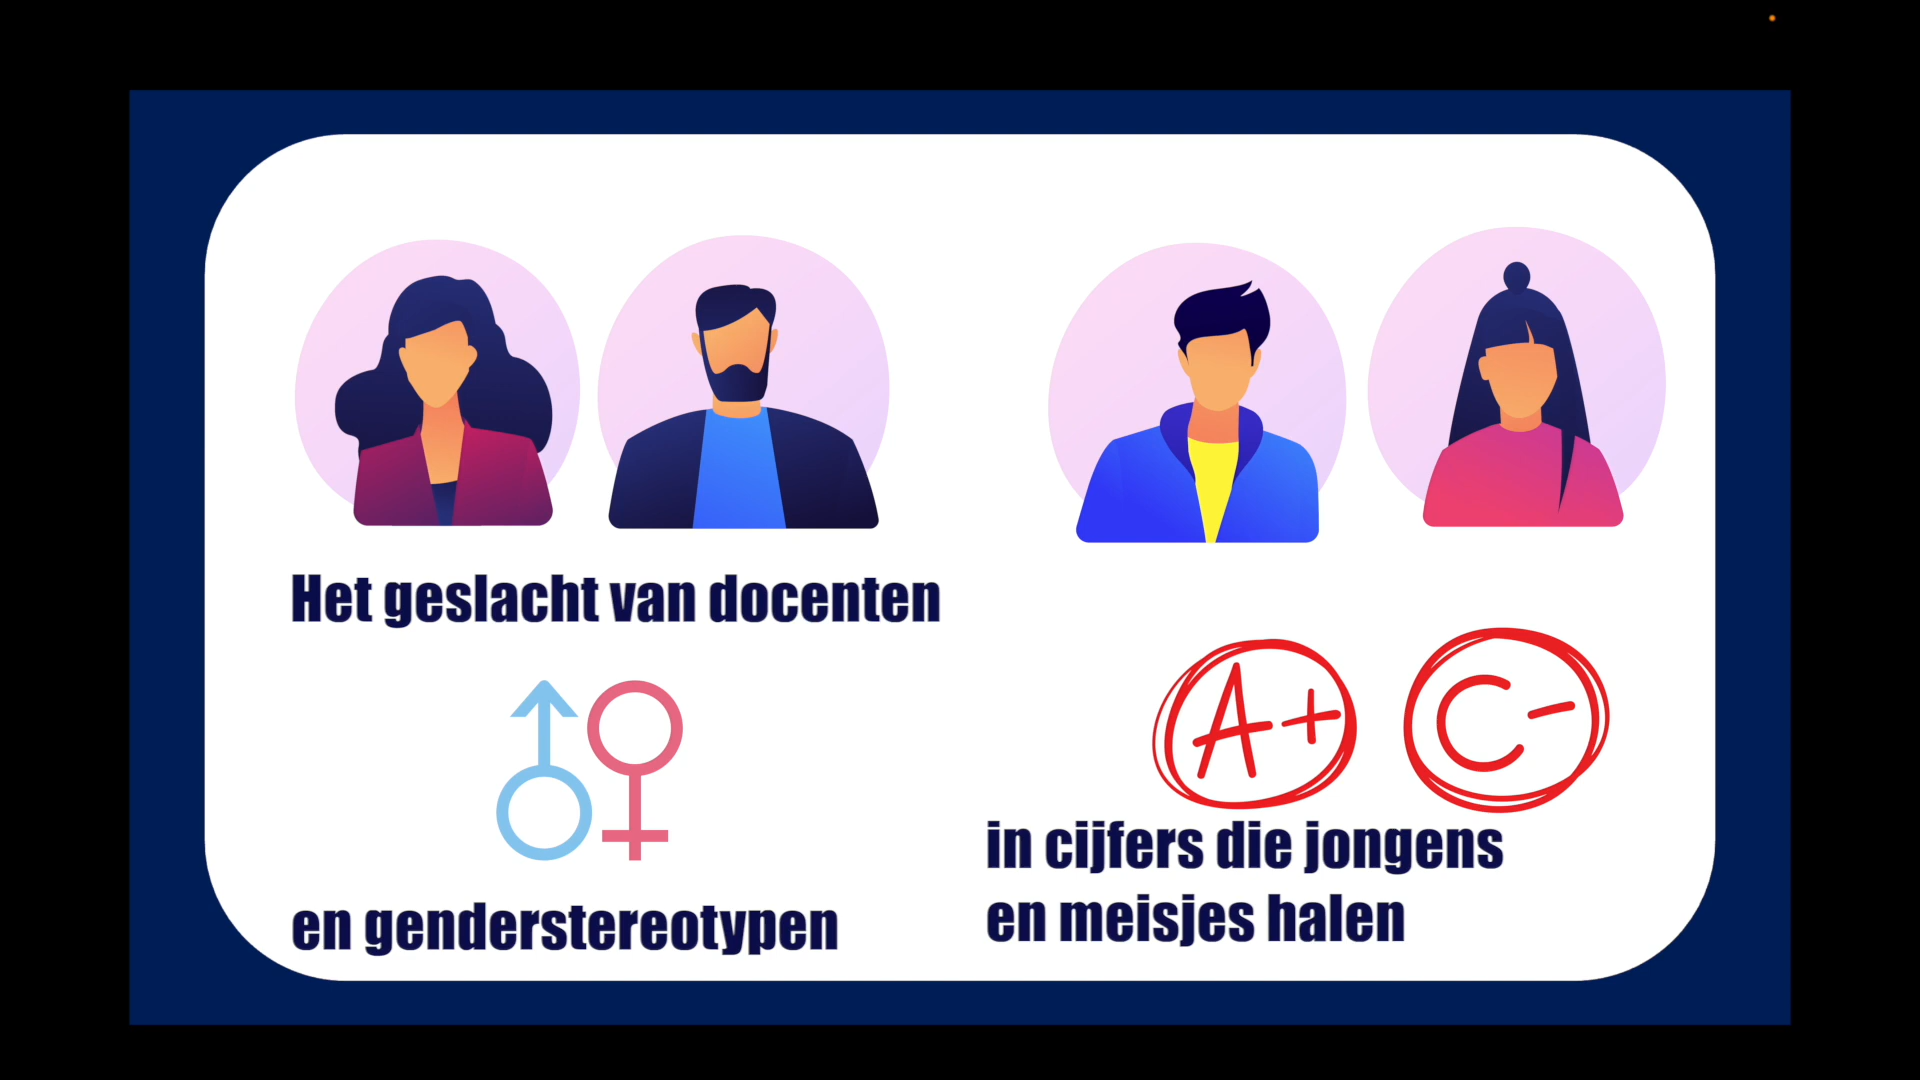 Het geslacht van docenten
en genderstereotypen
A+
C-
in cijfers die jongens
en meisjes halen